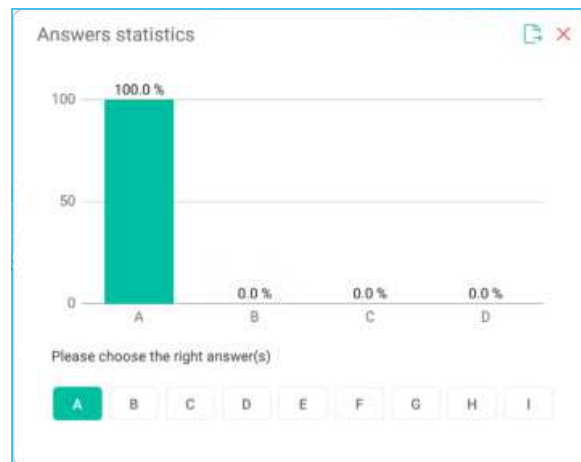 Answers statistics
100.0 %
100
50
0.0 %
0.0 %
0.0 %
0
A
B
C
D
Please choose the right answer(s)
A
B
C
D
E
F
G
H
I